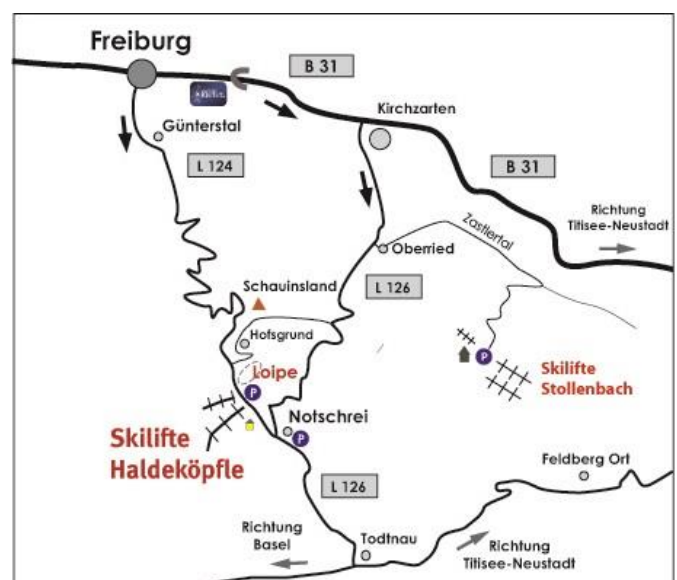 Freiburg
B 31
Kirchzarten
Günterstal
L 124
B 31
Zastlertal
Richtung
Titisee-Neustadt
Oberried
L 126
Schauinsland
Hofsgrund
Loipe
P
P
Skilifte
Stollenbach
Notschrei
P
Skilifte
Haldeköpfle
Feldberg Ort
L 126
Richtung
Basel
Todtnau
Richtung
Titisee-Neustadt